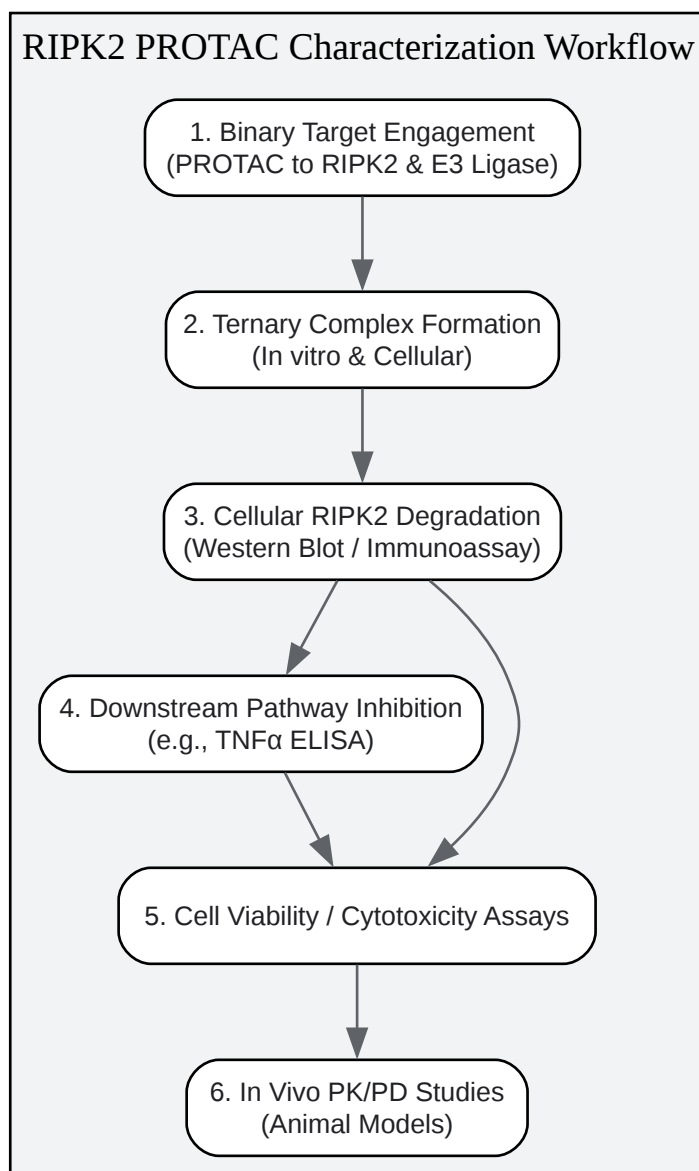 RIPK2 PROTAC Characterization Workflow
1. Binary Target Engagement
(PROTAC to RIPK2 & E3 Ligase)
2. Ternary Complex Formation
(In vitro & Cellular)
3. Cellular RIPK2 Degradation
(Western Blot / Immunoassay)
4. Downstream Pathway Inhibition
(e.g., TNFα ELISA)
5. Cell Viability / Cytotoxicity Assays
6. In Vivo PK/PD Studies
(Animal Models)